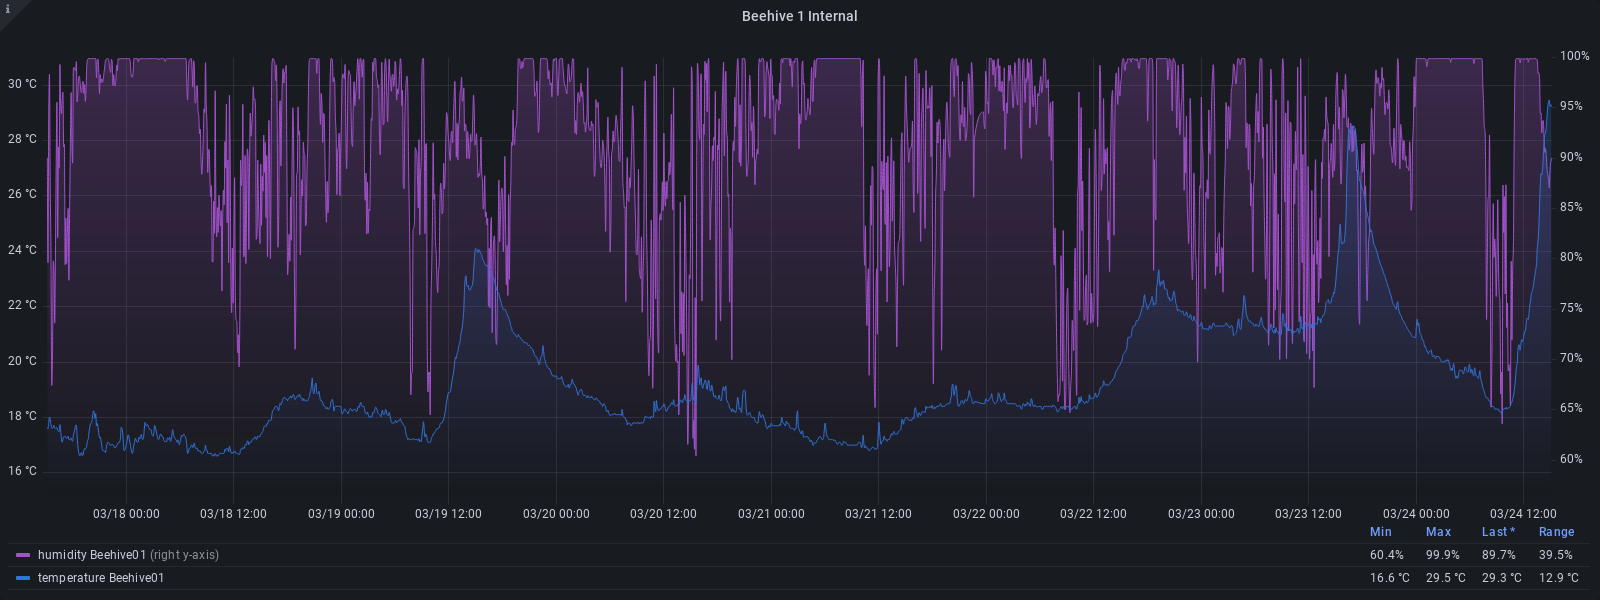 i
Beehive 1 Internal
30 °C
28 °C
26 °C
24 °C
22 °C
20 °C
18 °C
16 °C
100%
95%
90%
85%
80%
75%
70%
65%
60%
03/18 00:00 03/18 12:00 03/19 00:00 03/19 12:00 03/20 00:00 03/20 12:00 03/21 00:00 03/21 12:00 03/22 00:00 03/22 12:00 03/23 00:00 03/23 12:00 03/24 00:00 03/24 12:00
Min Max Last * Range
humidity Beehive01 (right y-axis) 60.4% 99.9% 89.7% 39.5%
temperature Beehive01 16.6 °C 29.5 °C 29.3 °C 12.9 °C